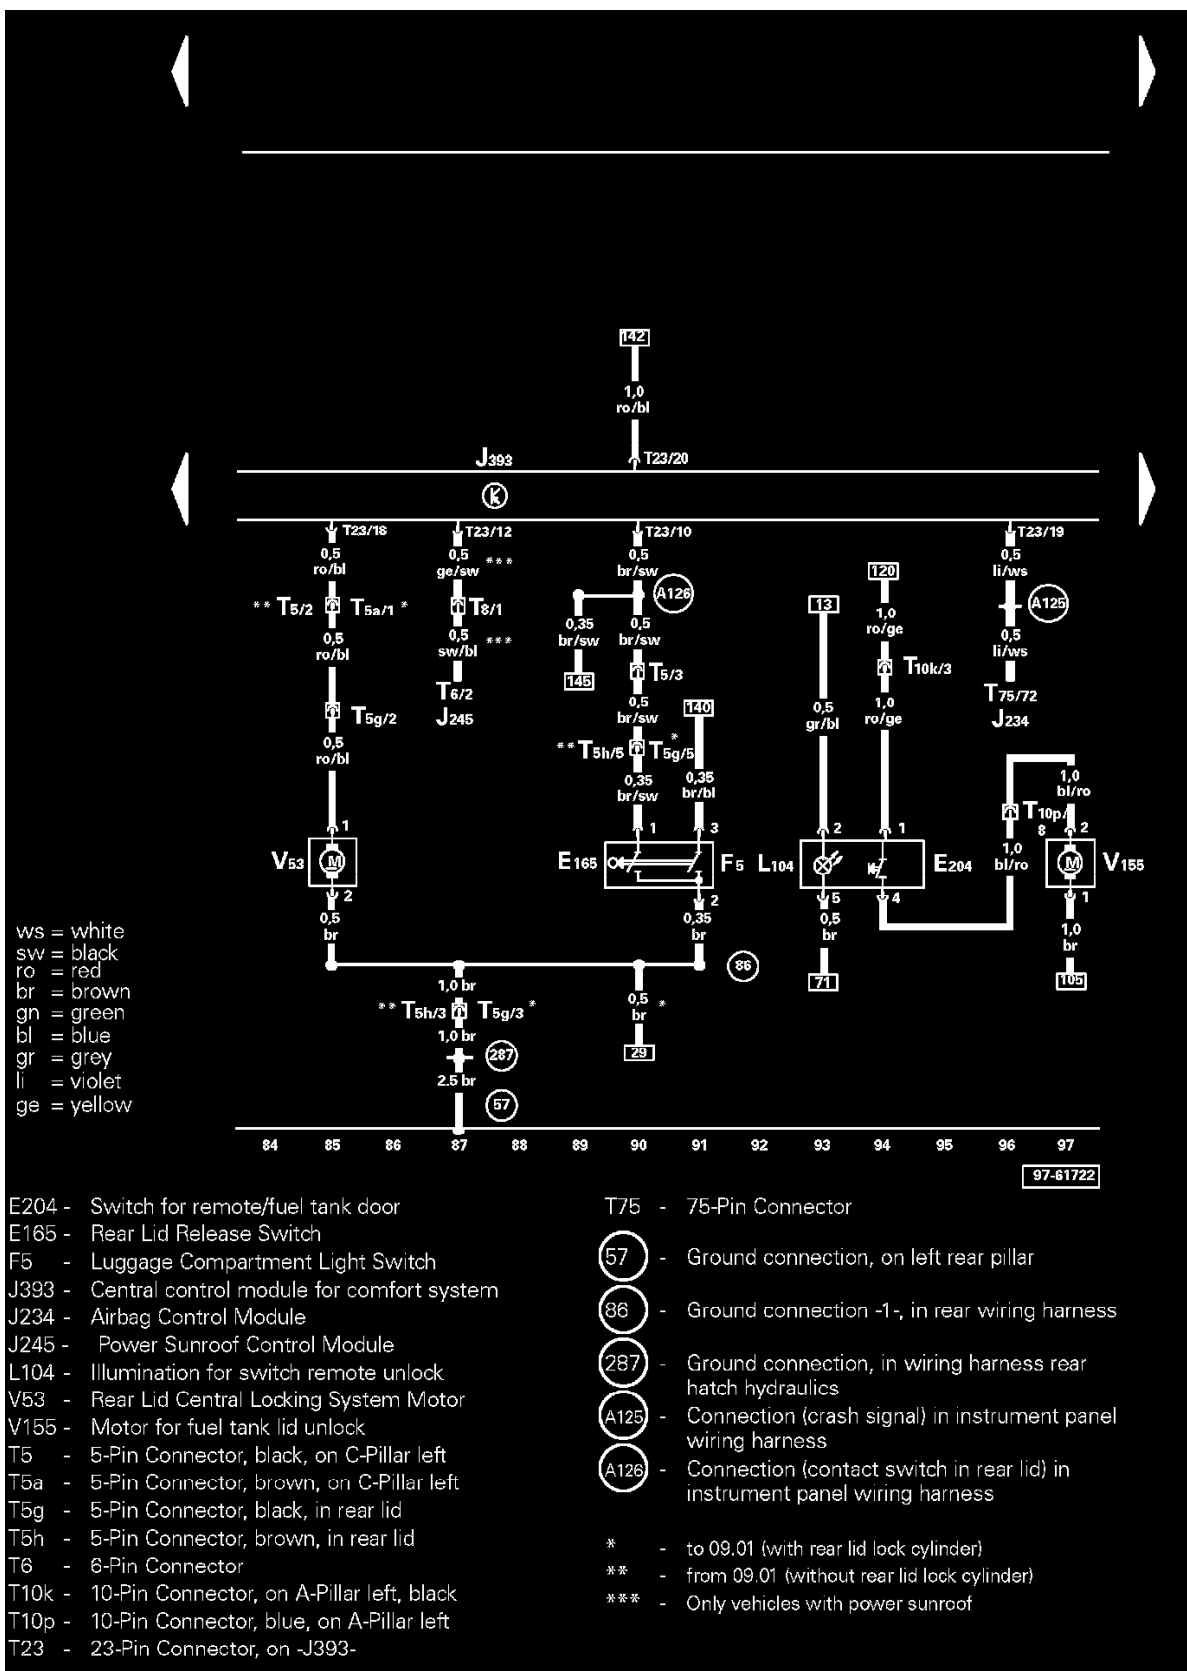 142
1,0
ro/bl
J393
T23/20
K
T23/18
T23/12
T23/10
T23/19
0,5
ro/bl
0,5
ge/sw
***
0,5
br/sw
0,5
li/ws
120
A126
13
A125
** T5/2
T5a/1 *
T8/1
0,35
br/sw
0,5
br/sw
1,0
ro/ge
0,5
ro/bl
0,5
sw/bl
***
0,5
li/ws
145
T5/3
T10k/3
T6/2
J245
T75/72
J234
T5g/2
0,5
br/sw
140
0,5
gr/bl
1,0
ro/ge
0,5
ro/bl
** T5h/5
T5g/5
*
0,35
br/sw
0,35
br/bl
1,0
bl/ro
T10p/
8
1
1
3
2
1
2
V53
M
E165
F5
L104
E204
1,0
bl/ro
M
V155
2
2
5
4
1
0,5
br
0,35
br
0,5
br
1,0
br
ws = white
sw = black
ro = red
br = brown
gn = green
bl = blue
gr = grey
li = violet
ge = yellow
86
71
105
1,0 br
** T5h/3
T5g/3 *
0,5
br
*
1,0 br
287
29
2.5 br
57
84 85 86 87 88 89 90 91 92 93 94 95 96 97
97-61722
E204 - Switch for remote/fuel tank door
E165 - Rear Lid Release Switch
F5 - Luggage Compartment Light Switch
J393 - Central control module for comfort system
J234 - Airbag Control Module
J245 - Power Sunroof Control Module
L104 - Illumination for switch remote unlock
V53 - Rear Lid Central Locking System Motor
V155 - Motor for fuel tank lid unlock
T5 - 5-Pin Connector, black, on C-Pillar left
T5a - 5-Pin Connector, brown, on C-Pillar left
T5g - 5-Pin Connector, black, in rear lid
T5h - 5-Pin Connector, brown, in rear lid
T6 - 6-Pin Connector
T10k - 10-Pin Connector, on A-Pillar left, black
T10p - 10-Pin Connector, blue, on A-Pillar left
T23 - 23-Pin Connector, on -J393-
T75 - 75-Pin Connector
57 - Ground connection, on left rear pillar
86 - Ground connection -1-, in rear wiring harness
287 - Ground connection, in wiring harness rear
hatch hydraulics
A125 - Connection (crash signal) in instrument panel
wiring harness
A126 - Connection (contact switch in rear lid) in
instrument panel wiring harness
* - to 09.01 (with rear lid lock cylinder)
** - from 09.01 (without rear lid lock cylinder)
*** - Only vehicles with power sunroof